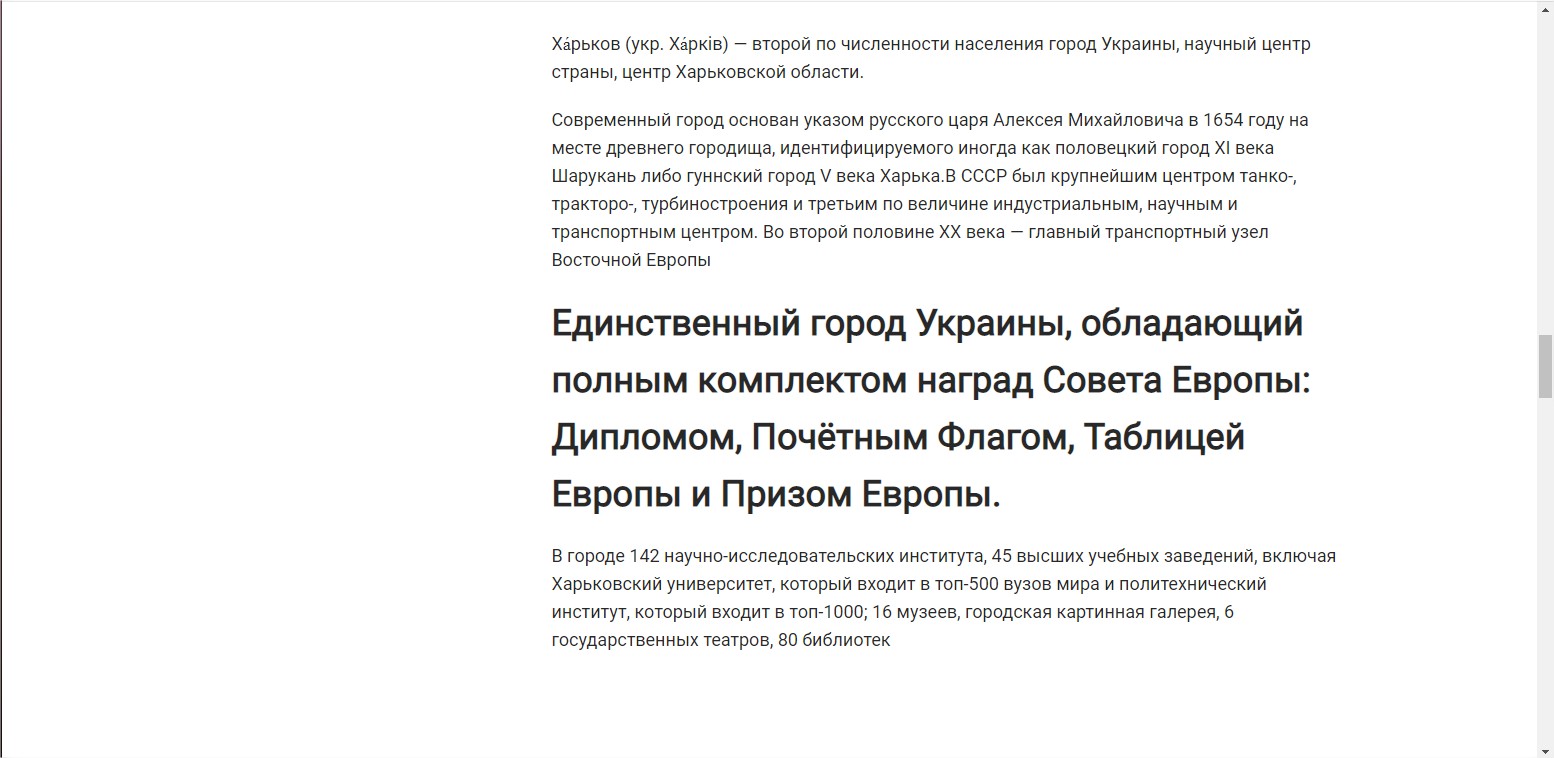 Ха́рьков (укр. Ха́рків) — второй по численности населения город Украины, научный центр
страны, центр Харьковской области.
Современный город основан указом русского царя Алексея Михайловича в 1654 году на
месте древнего городища, идентифицируемого иногда как половецкий город XI века
Шарукань либо гуннский город V века Харька.В СССР был крупнейшим центром танко-,
тракторо-, турбиностроения и третьим по величине индустриальным, научным и
транспортным центром. Во второй половине XX века — главный транспортный узел
Восточной Европы
Единственный город Украины, обладающий
полным комплектом наград Совета Европы:
Дипломом, Почётным Флагом, Таблицей
Европы и Призом Европы.
В городе 142 научно-исследовательских института, 45 высших учебных заведений, включая
Харьковский университет, который входит в топ-500 вузов мира и политехнический
институт, который входит в топ-1000; 16 музеев, городская картинная галерея, 6
государственных театров, 80 библиотек